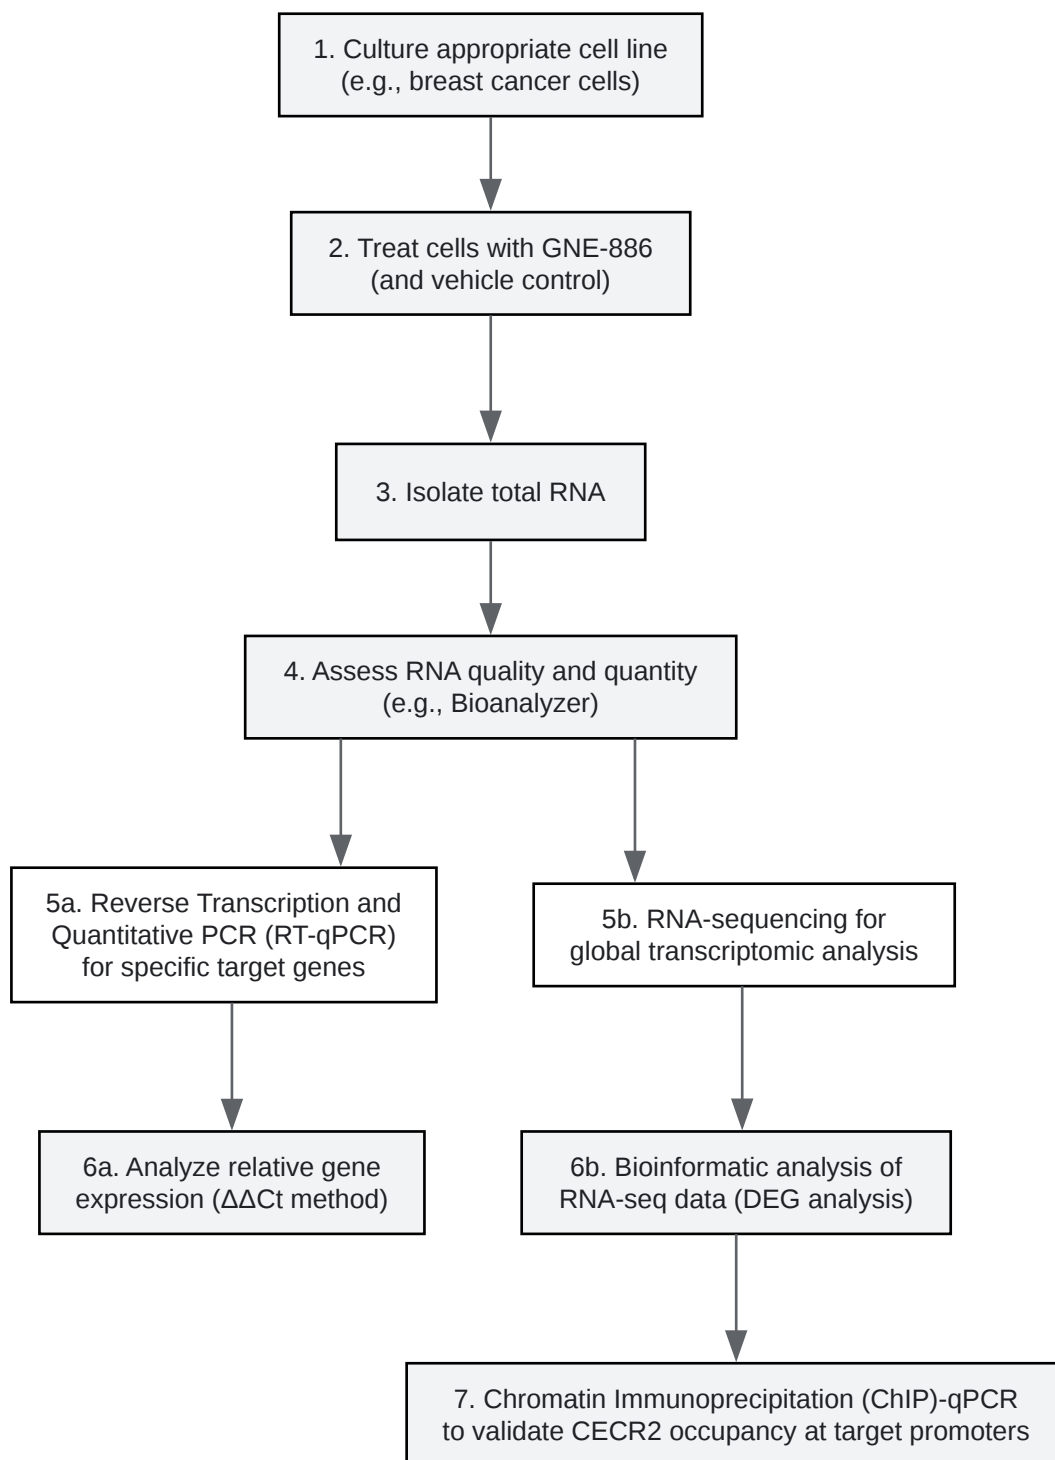 1. Culture appropriate cell line
(e.g., breast cancer cells)
2. Treat cells with GNE-886
(and vehicle control)
3. Isolate total RNA
4. Assess RNA quality and quantity
(e.g., Bioanalyzer)
5a. Reverse Transcription and
Quantitative PCR (RT-qPCR)
for specific target genes
5b. RNA-sequencing for
global transcriptomic analysis
6a. Analyze relative gene
expression (ΔΔCt method)
6b. Bioinformatic analysis of
RNA-seq data (DEG analysis)
7. Chromatin Immunoprecipitation (ChIP)-qPCR
to validate CECR2 occupancy at target promoters